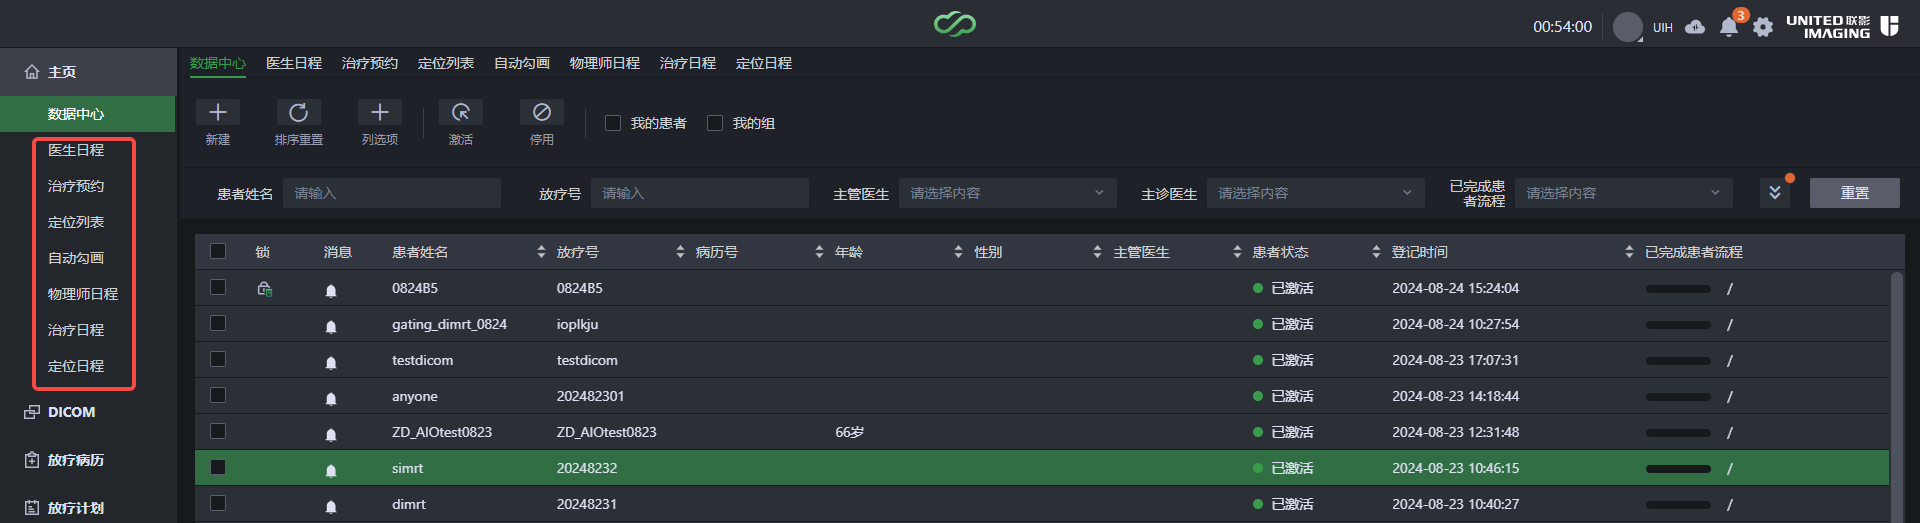 00:54:00 UIH 3 UNITED 联影 IMAGING
主页
数据中心
医生日程
治疗预约
定位列表
自动勾画
物理师日程
治疗日程
定位日程
DICOM
放疗病历
放疗计划
数据中心 医生日程 治疗预约 定位列表 自动勾画 物理师日程 治疗日程 定位日程
新建 排序重置 列选项 激活 停用 我的患者 我的组
患者姓名 请输入 放疗号 请输入 主管医生 请选择内容 主诊医生 请选择内容 已完成患者流程 请选择内容 重置
锁 消息 患者姓名 放疗号 病历号 年龄 性别 主管医生 患者状态 登记时间 已完成患者流程
0824B5 0824B5 已激活 2024-08-24 15:24:04 /
gating_dimrt_0824 ioplkju 已激活 2024-08-24 10:27:54 /
testdicom testdicom 已激活 2024-08-23 17:07:31 /
anyone 202482301 已激活 2024-08-23 14:18:44 /
ZD_AIOtest0823 ZD_AIOtest0823 66岁 已激活 2024-08-23 12:31:48 /
simrt 20248232 已激活 2024-08-23 10:46:15 /
dimrt 20248231 已激活 2024-08-23 10:40:27 /